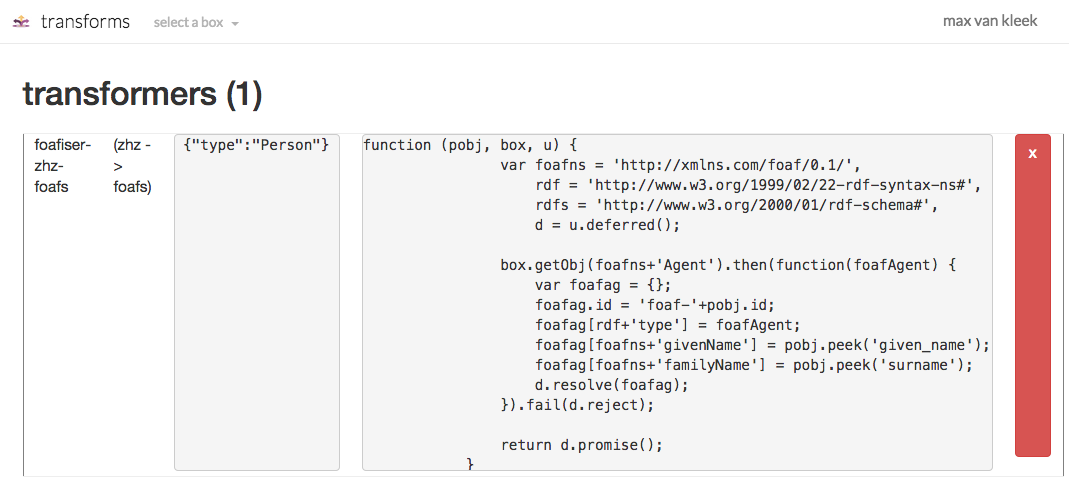 transforms select a box max van kleek
transformers (1)
foafiser-
zhz-
foafs
(zhz -
>
foafs)
{"type":"Person"}
function (pobj, box, u) {
                var foafns = 'http://xmlns.com/foaf/0.1/',
                    rdf = 'http://www.w3.org/1999/02/22-rdf-syntax-ns#',
                    rdfs = 'http://www.w3.org/2000/01/rdf-schema#',
                    d = u.deferred();

                box.getObj(foafns+'Agent').then(function(foafAgent) {
                    var foafag = {};
                    foafag.id = 'foaf-'+pobj.id;
                    foafag[rdf+'type'] = foafAgent;
                    foafag[foafns+'givenName'] = pobj.peek('given_name');
                    foafag[foafns+'familyName'] = pobj.peek('surname');
                    d.resolve(foafag);
                }).fail(d.reject);

                return d.promise();
            }
x